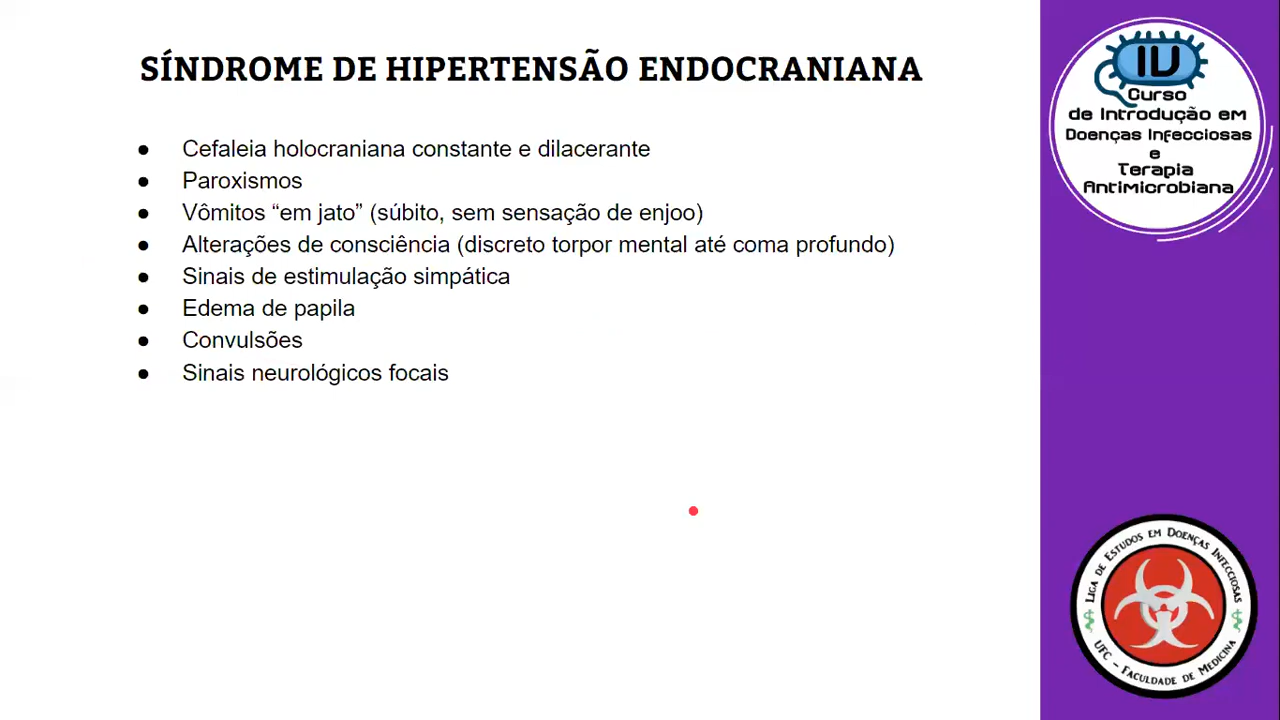 SÍNDROME DE HIPERTENSÃO ENDOCRANIANA
● Cefaleia holocraniana constante e dilacerante
● Paroxismos
● Vômitos “em jato” (súbito, sem sensação de enjoo)
● Alterações de consciência (discreto torpor mental até coma profundo)
● Sinais de estimulação simpática
● Edema de papila
● Convulsões
● Sinais neurológicos focais
IV
Curso
de Introdução em
Doenças Infecciosas
e
Terapia
Antimicrobiana
Liga de Estudos em Doenças Infecciosas
UFC - Faculdade de Medicina